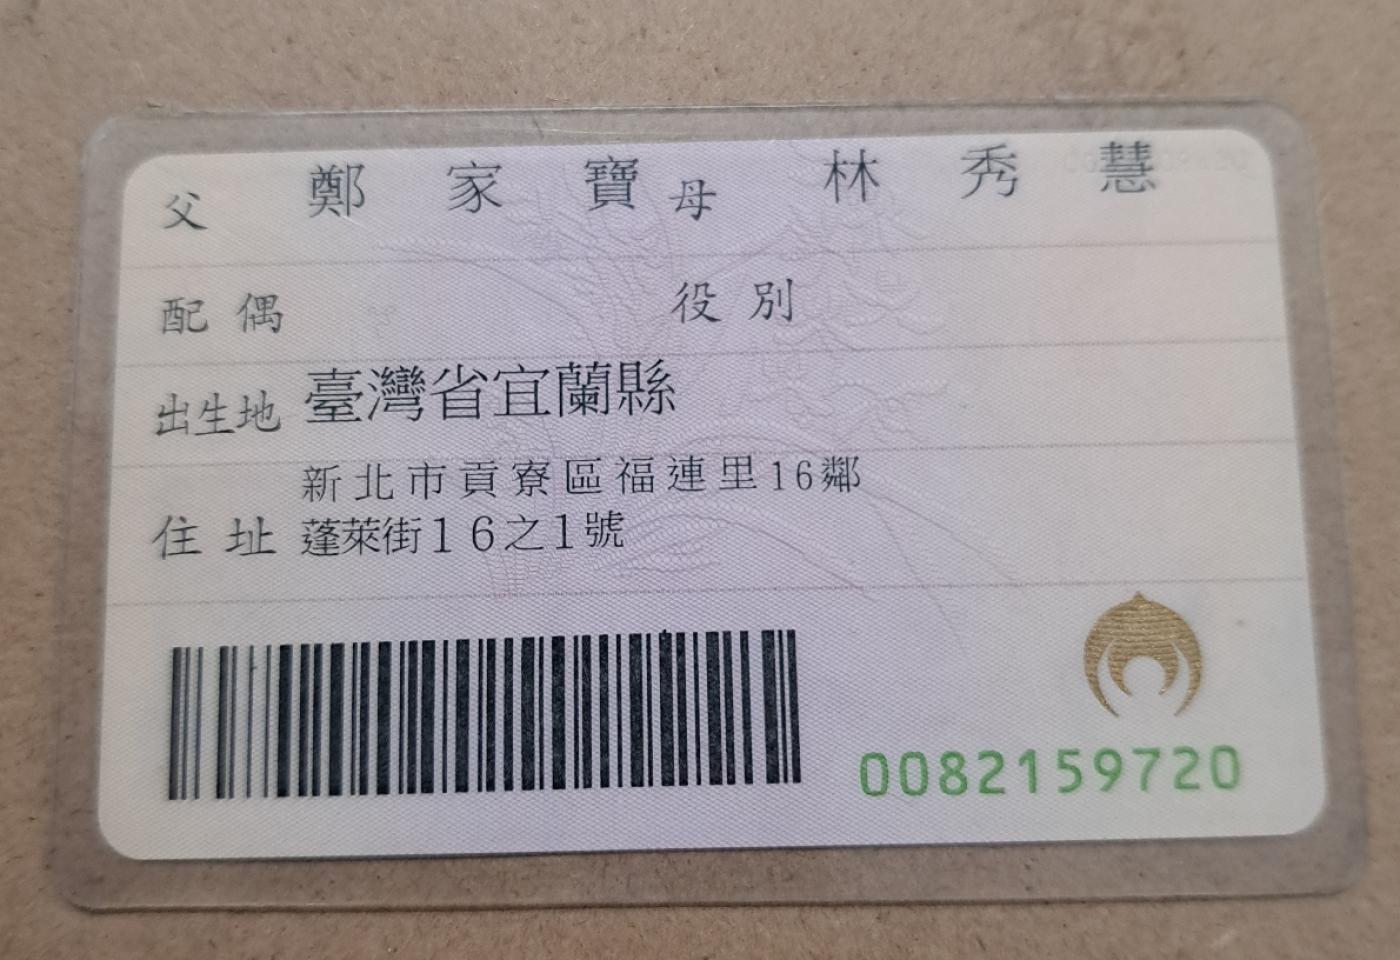 父 鄭家寶 母 林秀慧
配偶 役別
出生地 臺灣省宜蘭縣
新北市貢寮區福連里16鄰
住址 蓬萊街16之1號
0082159720